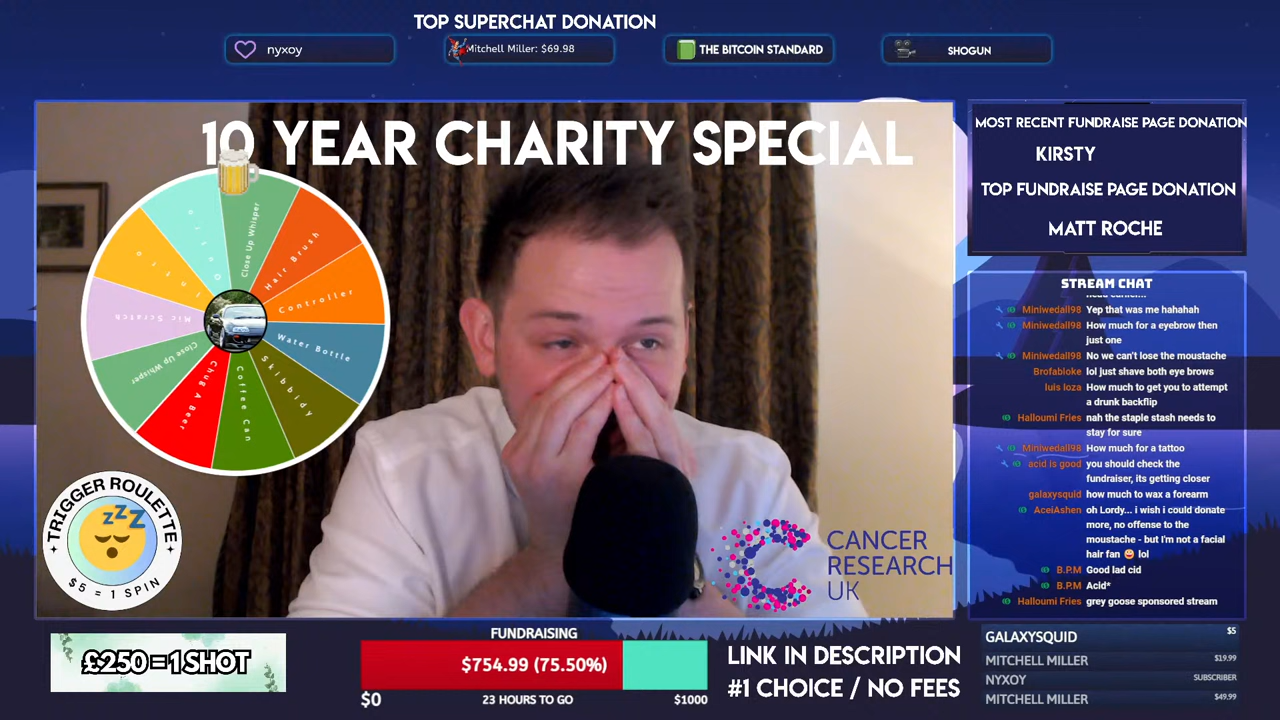 TOP SUPERCHAT DONATION
nyxoy
Mitchell Miller: $69.98
THE BITCOIN STANDARD
SHOGUN
10 YEAR CHARITY SPECIAL
Close Up Whisper
Hair Brush
Controller
Water Bottle
Skibbidy
Coffee Can
Chug A Beer
Close Up Whisper
Mic Scratch
Intro
TRIGGER ROULETTE
ZZZ
$5 = 1 SPIN
CANCER
RESEARCH
UK
MOST RECENT FUNDRAISE PAGE DONATION
KIRSTY
TOP FUNDRAISE PAGE DONATION
MATT ROCHE
STREAM CHAT
Miniwedall98 Yep that was me hahahah
Miniwedall98 How much for a eyebrow then
just one
Miniwedall98 No we can't lose the moustache
Brofabloke lol just shave both eye brows
luis loza How much to get you to attempt
a drunk backflip
Halloumi Fries nah the staple stash needs to
stay for sure
Miniwedall98 How much for a tattoo
acid is good you should check the
fundraiser, its getting closer
galaxysquid how much to wax a forearm
AceiAshen oh Lordy... i wish i could donate
more, no offense to the
moustache - but I'm not a facial
hair fan 😀 lol
B.P.M Good lad cid
B.P.M Acid*
Halloumi Fries grey goose sponsored stream
£250 = 1 SHOT
FUNDRAISING
$754.99 (75.50%)
$0
23 HOURS TO GO
$1000
LINK IN DESCRIPTION
#1 CHOICE / NO FEES
GALAXYSQUID $5
MITCHELL MILLER $19.99
NYXOY SUBSCRIBER
MITCHELL MILLER $49.99